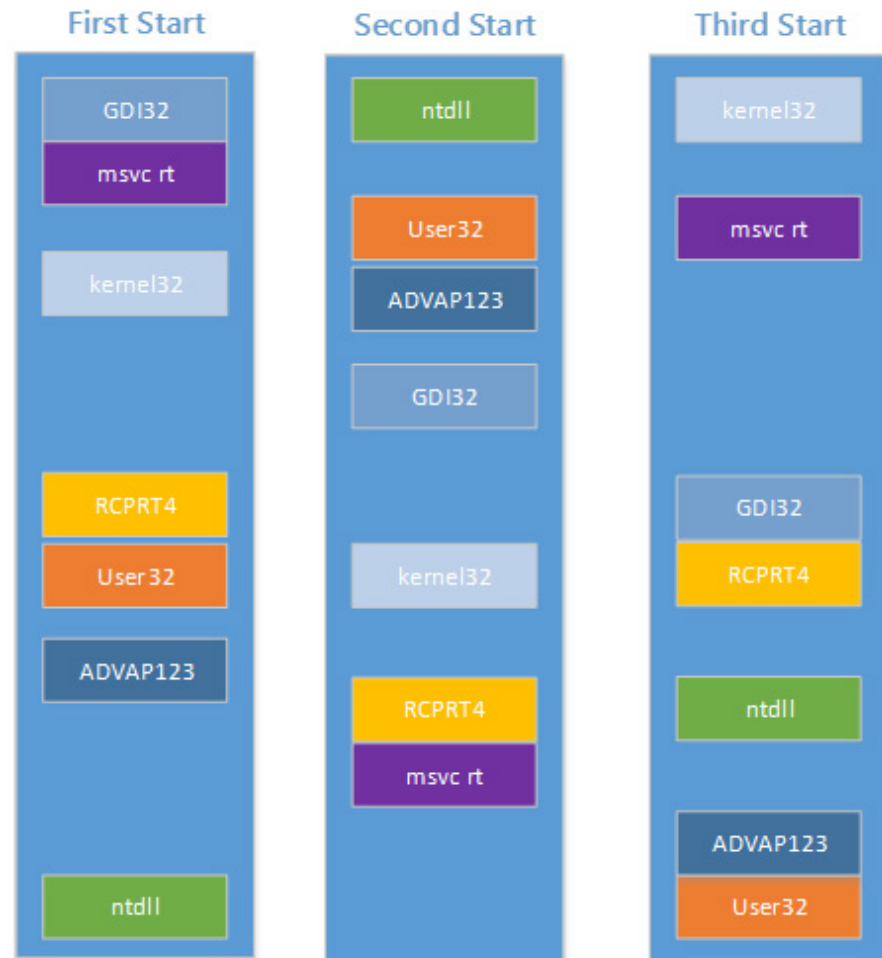 First Start
GDI32
msvc rt
kernel32
RCPRT4
User32
ADVAP123
ntdll
Second Start
ntdll
User32
ADVAP123
GDI32
kernel32
RCPRT4
msvc rt
Third Start
kernel32
msvc rt
GDI32
RCPRT4
ntdll
ADVAP123
User32